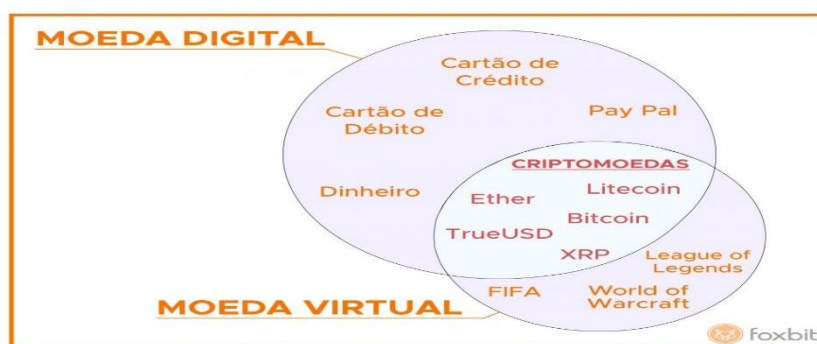 MOEDA DIGITAL
Cartão de
Crédito
Cartão de
Débito
Pay Pal
Dinheiro
CRIPTOMOEDAS
Ether
Litecoin
Bitcoin
TrueUSD
XRP
League of
Legends
FIFA
World of
Warcraft
MOEDA VIRTUAL
foxbit